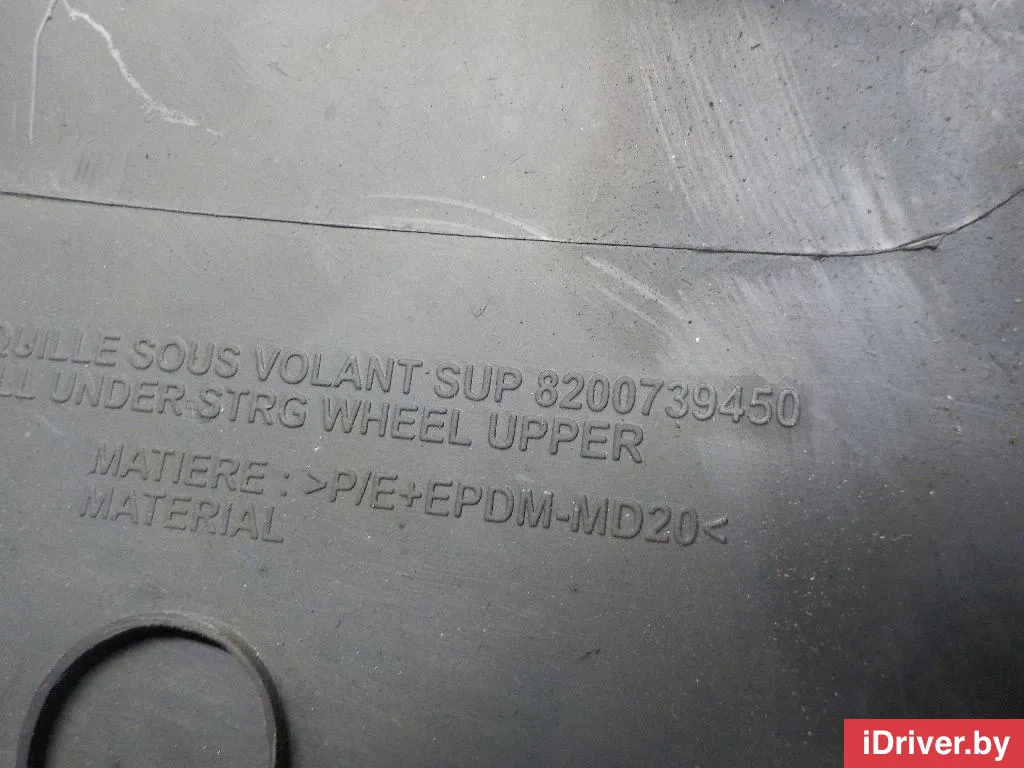 QUILLE SOUS VOLANT SUP 8200739450
LL UNDER STRG WHEEL UPPER
MATIERE : >P/E+EPDM-MD20<
MATERIAL
iDriver.by